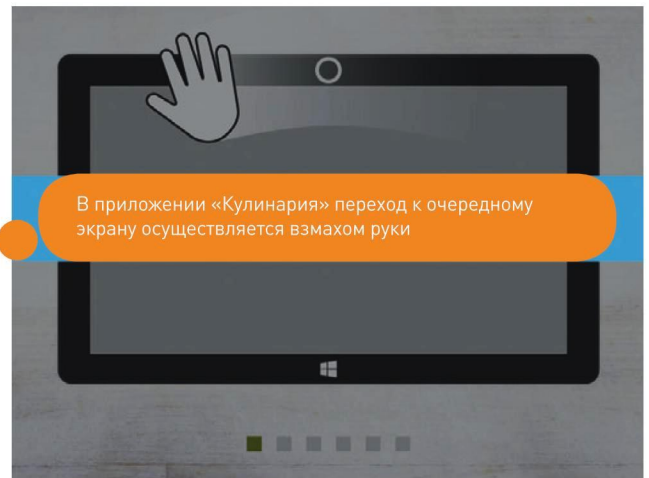 В приложении «Кулинария» переход к очередному
экрану осуществляется взмахом руки